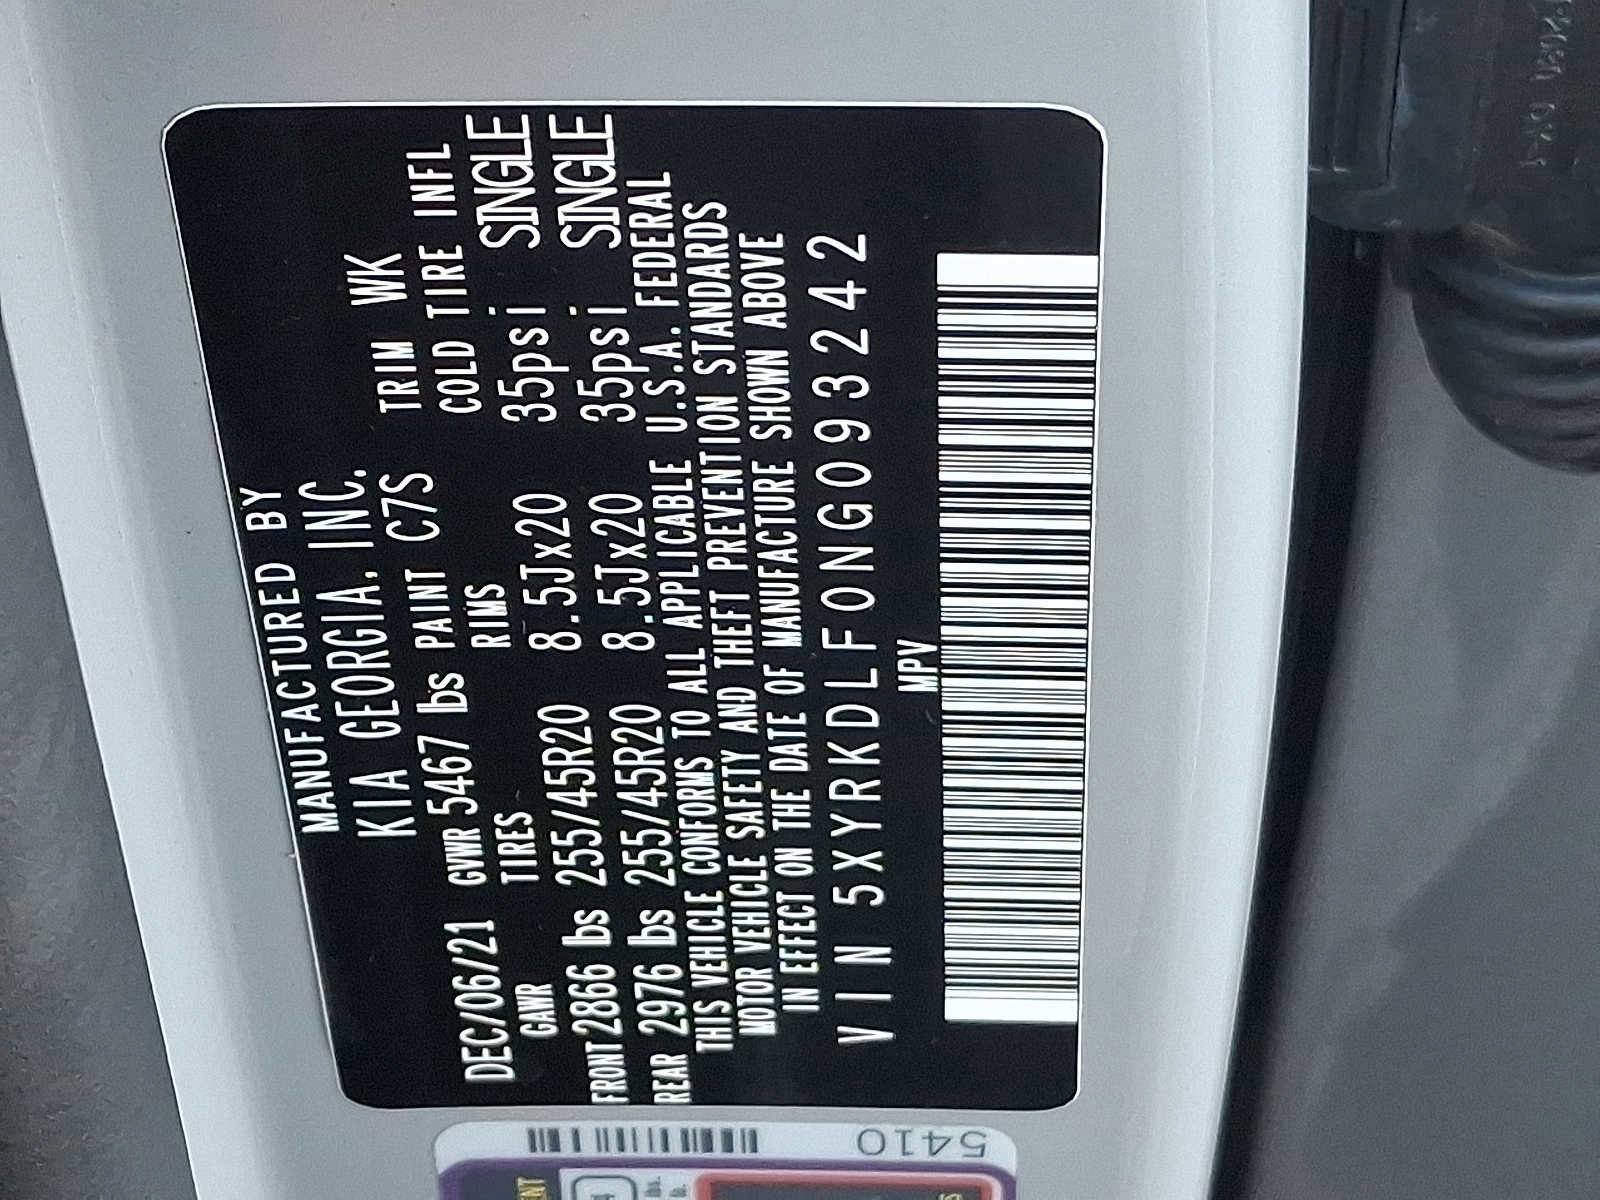 MANUFACTURED BY
KIA GEORGIA, INC.
DEC/06/21 GVWR 5467 lbs PAINT C7S TRIM WK
GAWR TIRES RIMS COLD TIRE INFL
FRONT 2866 lbs 255/45R20 8.5Jx20 35psi SINGLE
REAR 2976 lbs 255/45R20 8.5Jx20 35psi SINGLE
THIS VEHICLE CONFORMS TO ALL APPLICABLE U.S.A. FEDERAL
MOTOR VEHICLE SAFETY AND THEFT PREVENTION STANDARDS
IN EFFECT ON THE DATE OF MANUFACTURE SHOWN ABOVE
VIN 5XYRKDLF0NG093242
MPV
5410